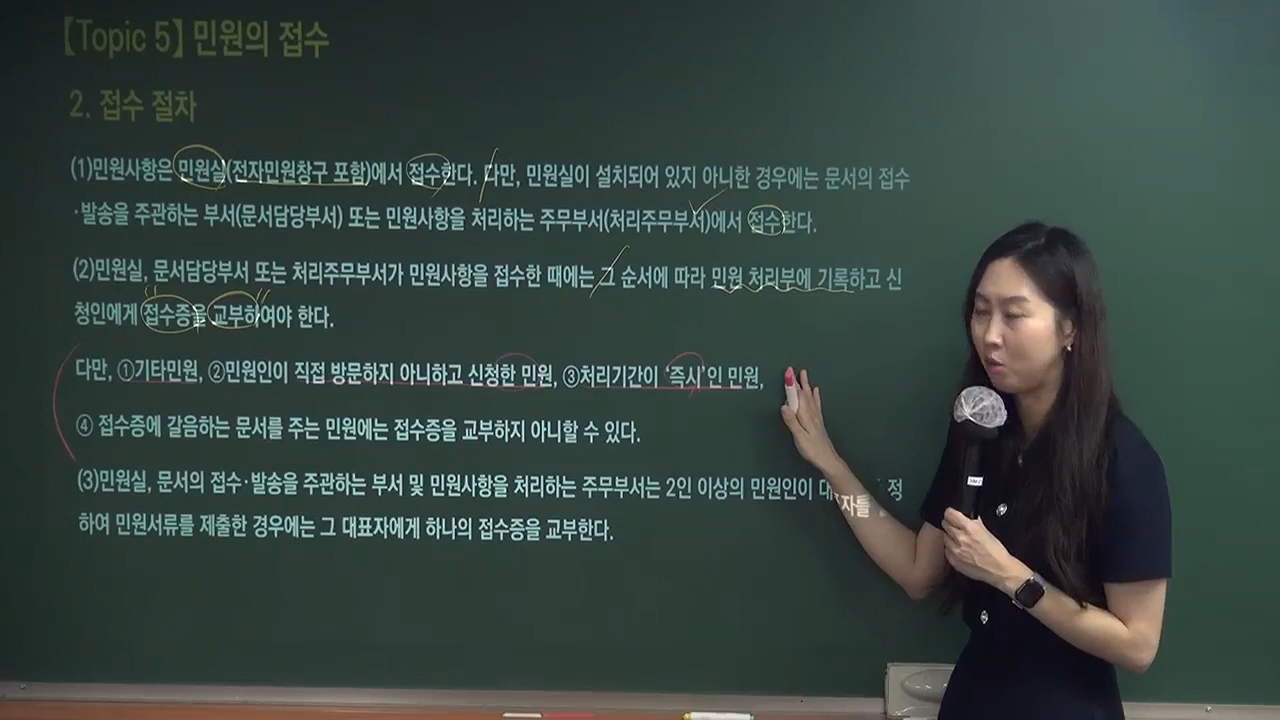 【Topic 5】 민원의 접수
2. 접수 절차
(1)민원사항은 민원실(전자민원창구 포함)에서 접수한다. 다만, 민원실이 설치되어 있지 아니한 경우에는 문서의 접수
·발송을 주관하는 부서(문서담당부서) 또는 민원사항을 처리하는 주무부서(처리주무부서)에서 접수한다.
(2)민원실, 문서담당부서 또는 처리주무부서가 민원사항을 접수한 때에는 그 순서에 따라 민원 처리부에 기록하고 신
청인에게 접수증을 교부하여야 한다.
다만, ①기타민원, ②민원인이 직접 방문하지 아니하고 신청한 민원, ③처리기간이 '즉시'인 민원,
④ 접수증에 갈음하는 문서를 주는 민원에는 접수증을 교부하지 아니할 수 있다.
(3)민원실, 문서의 접수·발송을 주관하는 부서 및 민원사항을 처리하는 주무부서는 2인 이상의 민원인이 대표자를 정
하여 민원서류를 제출한 경우에는 그 대표자에게 하나의 접수증을 교부한다.